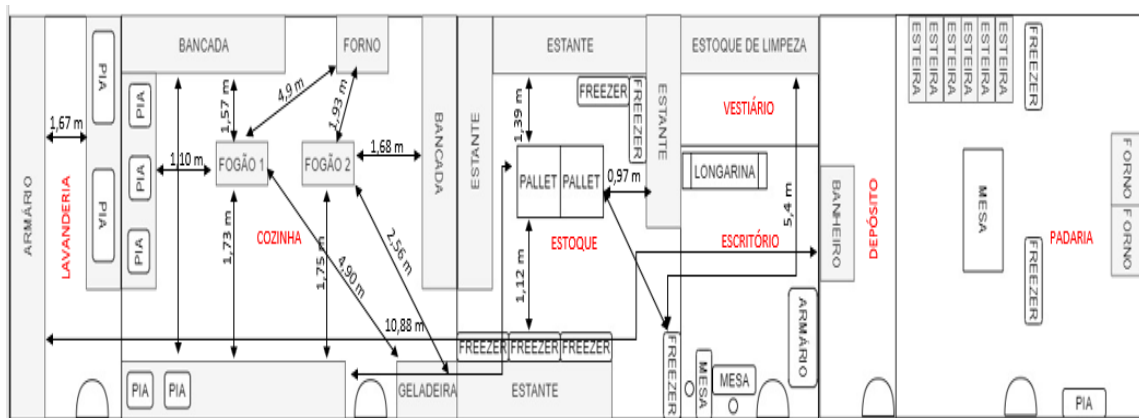 BANCADA
FORNO
ESTANTE
ESTOQUE DE LIMPEZA
ESTEIRA
ESTEIRA
ESTEIRA
ESTEIRA
ESTEIRA
ESTEIRA
FREEZER
PIA
PIA
1,57 m
4,9 m
1,93 m
1,39 m
FREEZER
FREEZER
ESTANTE
VESTIÁRIO
1,67 m
1,10 m
FOGÃO 1
FOGÃO 2
1,68 m
BANCADA
ESTANTE
PALLET
PALLET
0,97 m
LONGARINA
5,4 m
BANHEIRO
DEPÓSITO
MESA
FORNO
FORNO
ARMÁRIO
LAVANDERIA
PIA
PIA
PIA
1,73 m
COZINHA
1,75 m
2,56 m
4,90 m
ESTOQUE
1,12 m
ESCRITÓRIO
PADARIA
FREEZER
10,88 m
FREEZER
FREEZER
FREEZER
FREEZER
ARMÁRIO
PIA
PIA
GELADEIRA
ESTANTE
MESA
MESA
PIA